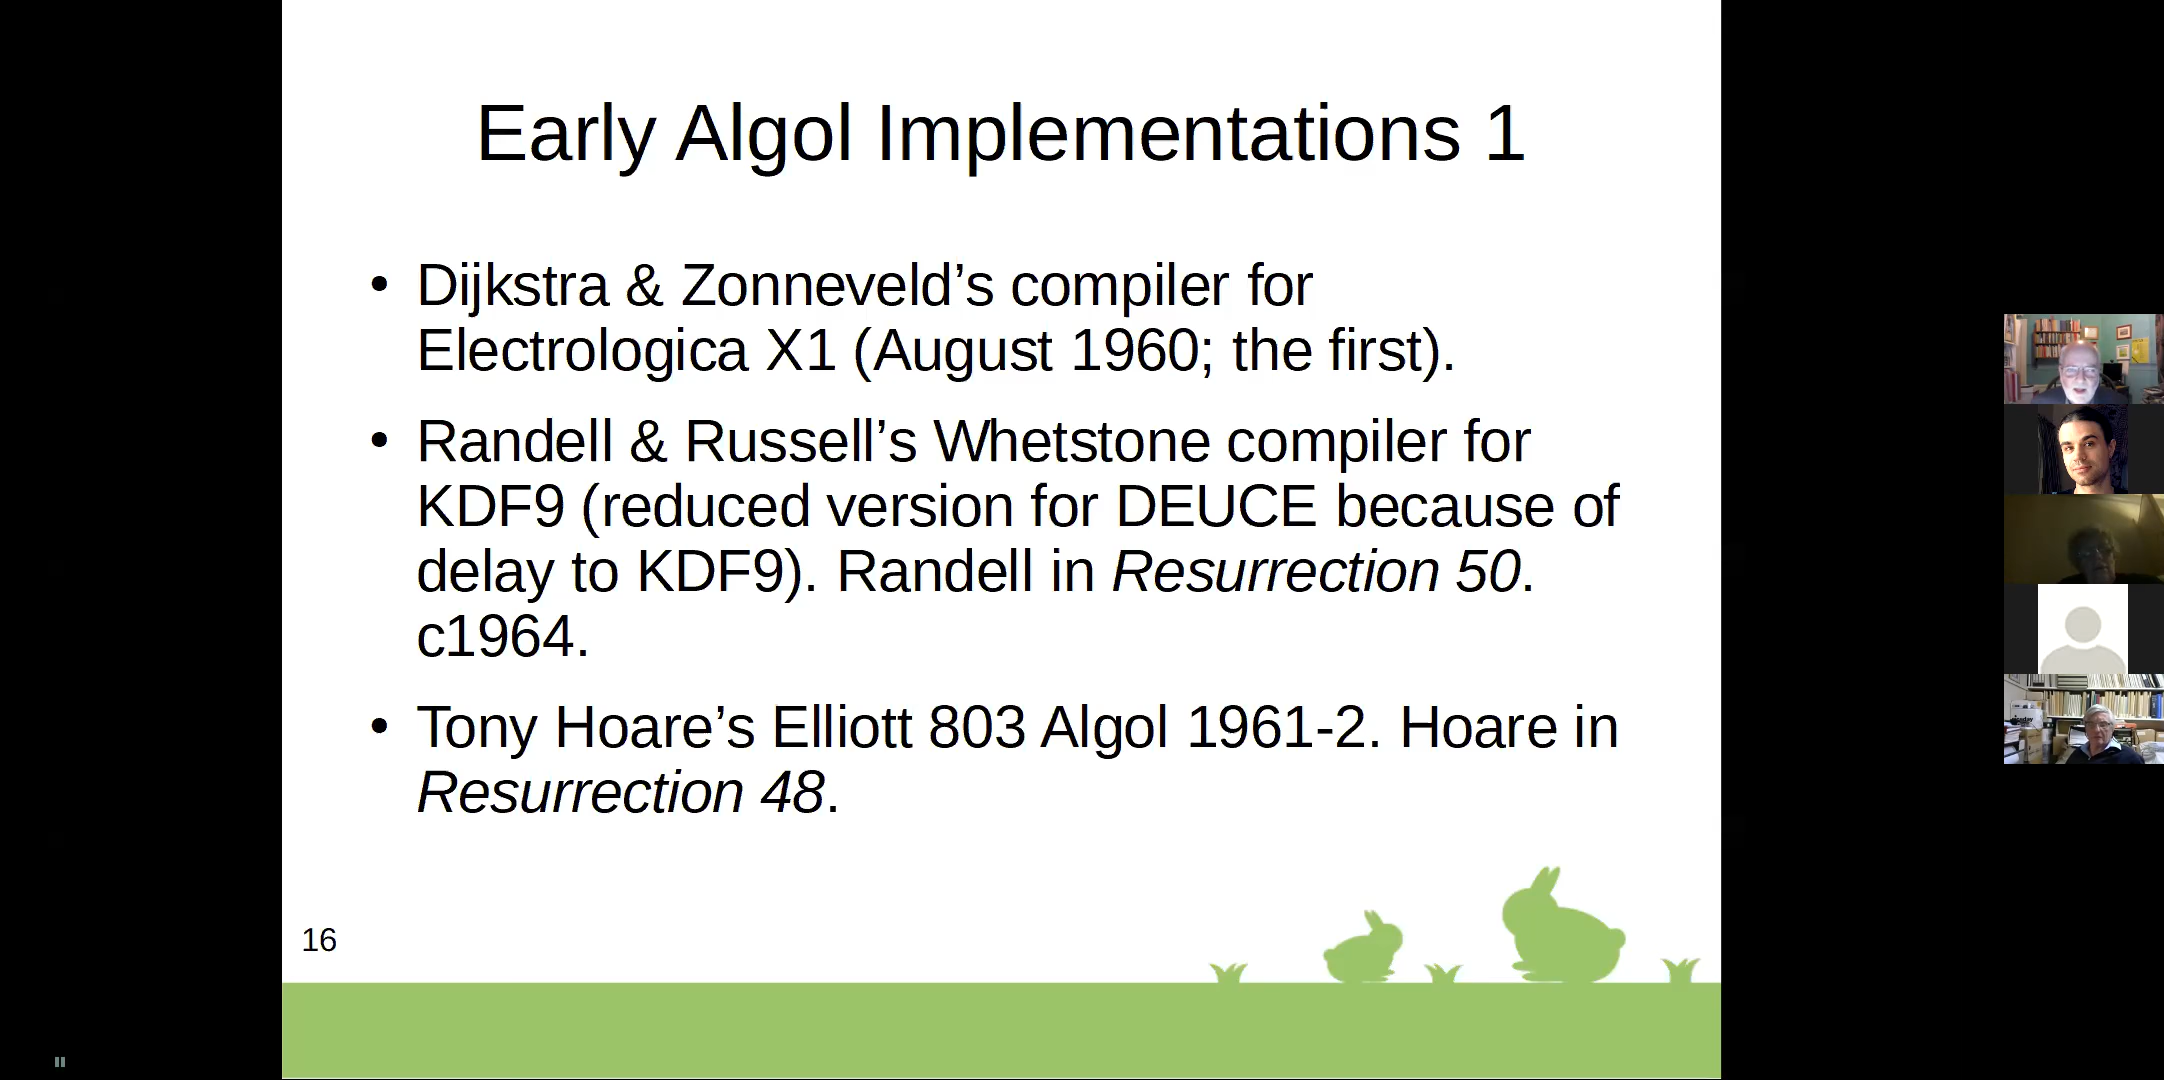 Early Algol Implementations 1
• Dijkstra & Zonneveld’s compiler for
Electrologica X1 (August 1960; the first).
• Randell & Russell’s Whetstone compiler for
KDF9 (reduced version for DEUCE because of
delay to KDF9). Randell in Resurrection 50.
c1964.
• Tony Hoare’s Elliott 803 Algol 1961-2. Hoare in
Resurrection 48.
16